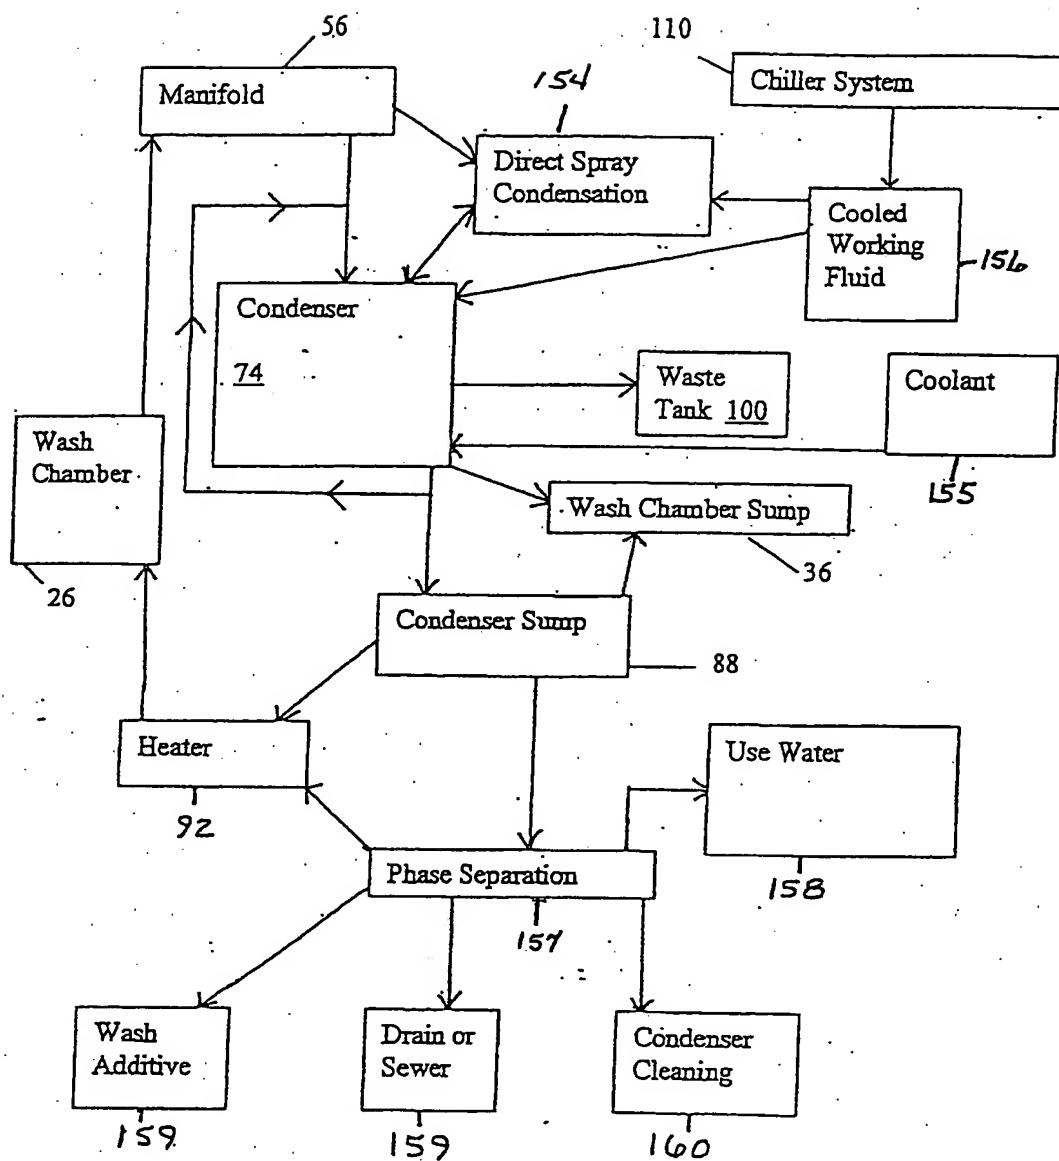 56
110
Manifold
154
Chiller System
Direct Spray
Condensation
Cooled
Working
Fluid
156
Condenser
74
Waste
Tank 100
Coolant
Wash
Chamber
155
Wash Chamber Sump
36
26
Condenser Sump
88
Heater
Use Water
92
Phase Separation
158
157
Wash
Additive
Drain or
Sewer
Condenser
Cleaning
159
159
160